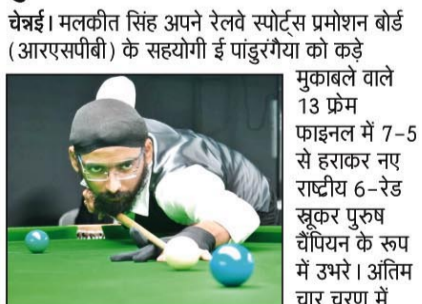 चेन्नई। मलकीत सिंह अपने रेलवे स्पोर्ट्स प्रमोशन बोर्ड
(आरएसपीबी) के सहयोगी ई पांडुरंगैया को कड़े
मुकाबले वाले
13 फ्रेम
फाइनल में 7-5
से हराकर नए
राष्टीय 6-रेड
स्नूकर पुरुष
चैंपियन के रूप
में उभरे। अंतिम
चार चरण में